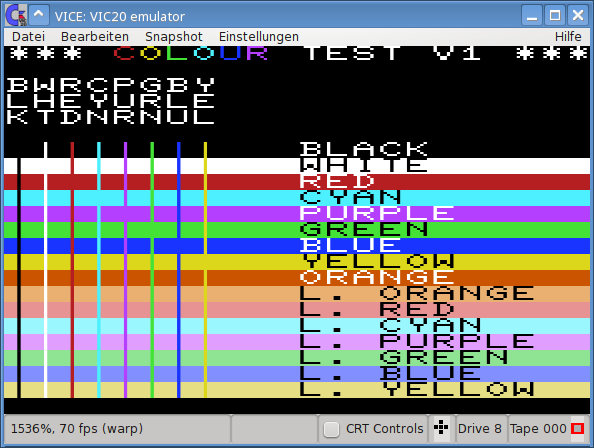 VICE: VIC20 emulator
Datei Bearbeiten Snapshot Einstellungen Hilfe
*** COLOUR TEST V1 ***
BWRCPGBY
LHEYURLE
KTDNRNUL
BLACK
WHITE
RED
CYAN
PURPLE
GREEN
BLUE
YELLOW
ORANGE
L. ORANGE
L. RED
L. CYAN
L. PURPLE
L. GREEN
L. BLUE
L. YELLOW
1536%, 70 fps (warp) CRT Controls Drive 8 Tape 000